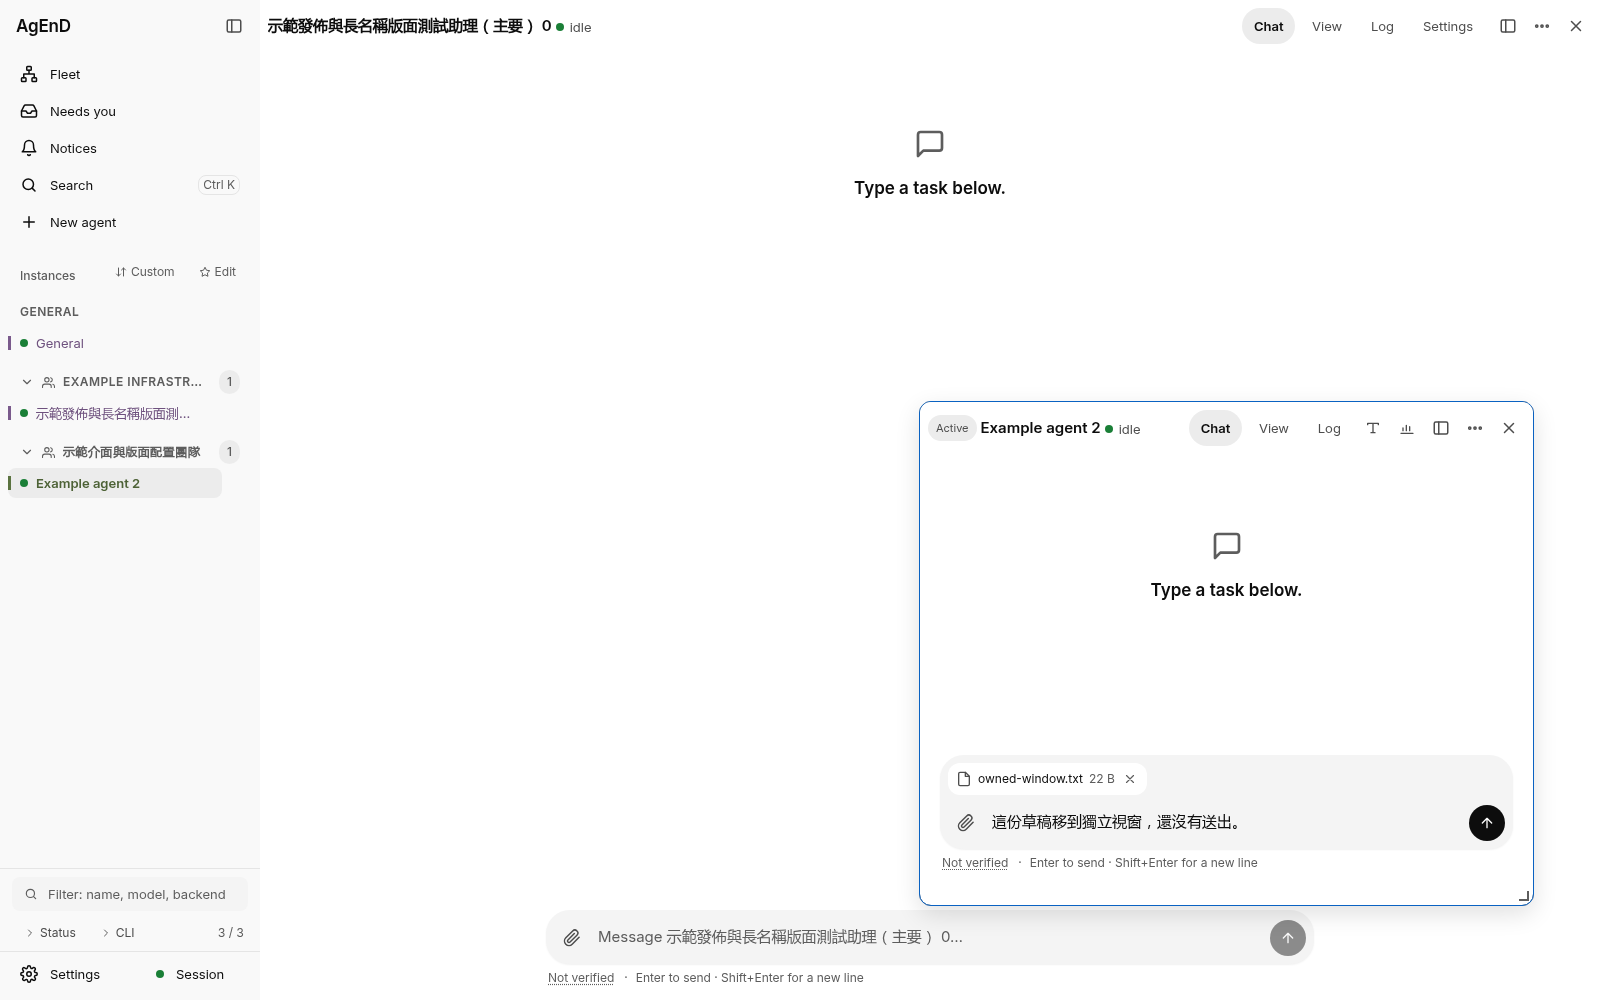 AgEnD
Fleet
Needs you
Notices
Search Ctrl K
New agent
Instances Custom Edit
GENERAL
General
EXAMPLE INFRASTR... 1
示範發佈與長名稱版面測...
示範介面與版面配置團隊 1
Example agent 2
Filter: name, model, backend
Status CLI 3 / 3
Settings Session
示範發佈與長名稱版面測試助理（主要） 0 idle Chat View Log Settings
Type a task below.
Active Example agent 2 idle Chat View Log
Type a task below.
owned-window.txt 22 B
這份草稿移到獨立視窗，還沒有送出。
Not verified · Enter to send · Shift+Enter for a new line
Message 示範發佈與長名稱版面測試助理（主要） 0...
Not verified · Enter to send · Shift+Enter for a new line